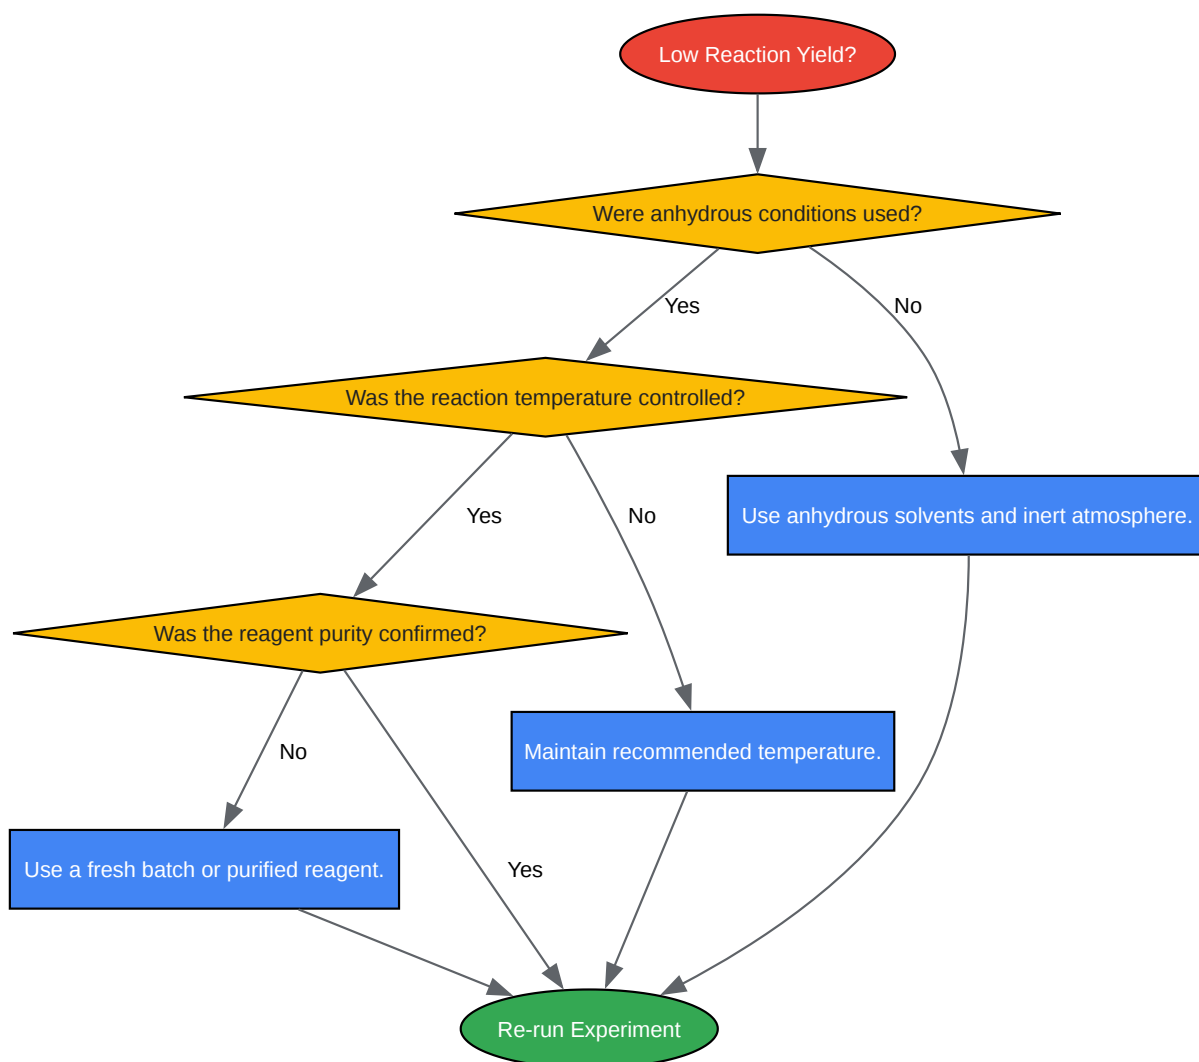 Low Reaction Yield?
Were anhydrous conditions used?
Yes
No
Was the reaction temperature controlled?
Yes
No
Use anhydrous solvents and inert atmosphere.
Was the reagent purity confirmed?
No
Maintain recommended temperature.
Use a fresh batch or purified reagent.
Yes
Re-run Experiment